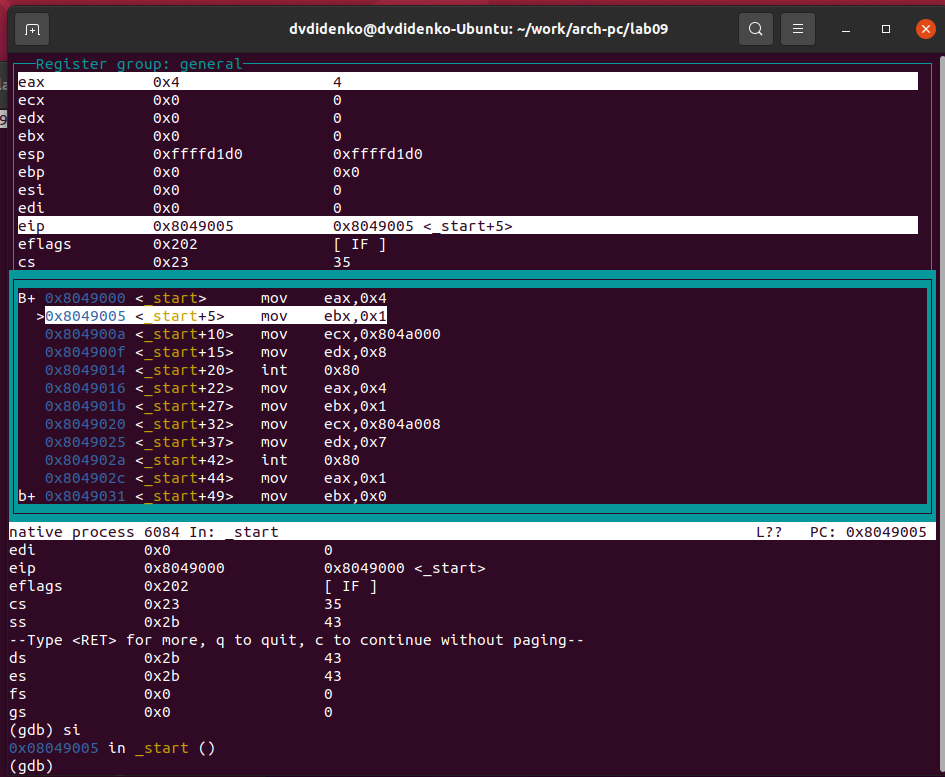 dvdidenko@dvdidenko-Ubuntu: ~/work/arch-pc/lab09
Register group: general
eax 0x4 4
ecx 0x0 0
edx 0x0 0
ebx 0x0 0
esp 0xffffd1d0 0xffffd1d0
ebp 0x0 0x0
esi 0x0 0
edi 0x0 0
eip 0x8049005 0x8049005 <_start+5>
eflags 0x202 [ IF ]
cs 0x23 35
B+ 0x8049000 <_start> mov eax,0x4
>0x8049005 <_start+5> mov ebx,0x1
0x804900a <_start+10> mov ecx,0x804a000
0x804900f <_start+15> mov edx,0x8
0x8049014 <_start+20> int 0x80
0x8049016 <_start+22> mov eax,0x4
0x804901b <_start+27> mov ebx,0x1
0x8049020 <_start+32> mov ecx,0x804a008
0x8049025 <_start+37> mov edx,0x7
0x804902a <_start+42> int 0x80
0x804902c <_start+44> mov eax,0x1
b+ 0x8049031 <_start+49> mov ebx,0x0
native process 6084 In: _start L?? PC: 0x8049005
edi 0x0 0
eip 0x8049000 0x8049000 <_start>
eflags 0x202 [ IF ]
cs 0x23 35
ss 0x2b 43
--Type <RET> for more, q to quit, c to continue without paging--
ds 0x2b 43
es 0x2b 43
fs 0x0 0
gs 0x0 0
(gdb) si
0x08049005 in _start ()
(gdb)